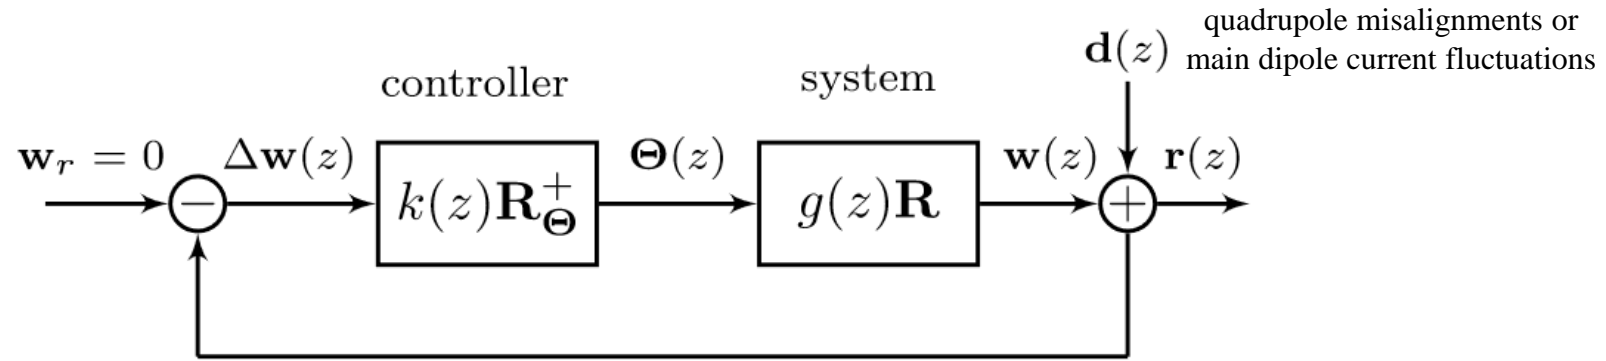 quadrupole misalignments or
d(z) main dipole current fluctuations
controller system
w_r = 0 Δw(z) Θ(z) w(z) r(z)
− k(z)R_Θ^+ g(z)R +